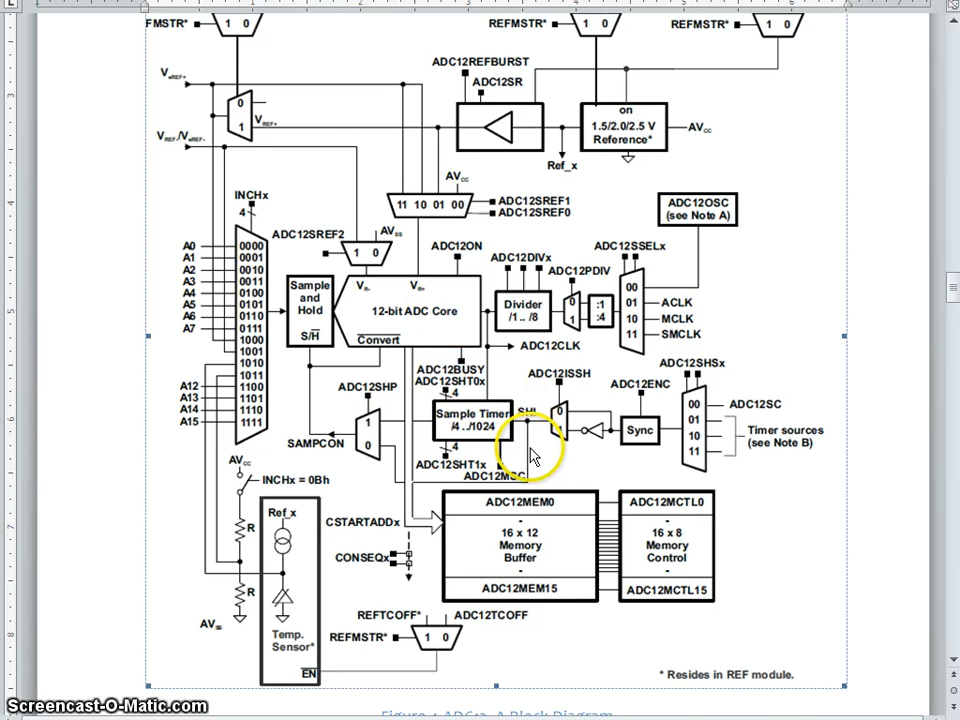 FMSTR*
1 0
REFMSTR*
1 0
REFMSTR*
1 0
ADC12REFBURST
ADC12SR
VeREF+
0
1
VREF+
on
1.5/2.0/2.5 V
Reference*
AVCC
VREF-/VeREF-
Ref_x
AVCC
INCHx
4
11 10 01 00
ADC12SREF1
ADC12SREF0
ADC12OSC
(see Note A)
ADC12SREF2
AVSS
1 0
ADC12ON
ADC12DIVx
ADC12PDIV
ADC12SSELx
A0
A1
A2
A3
A4
A5
A6
A7
A12
A13
A14
A15
0000
0001
0010
0011
0100
0101
0110
0111
1000
1001
1010
1011
1100
1101
1110
1111
Sample
and
Hold
S/H
VR-
VR+
12-bit ADC Core
Convert
Divider
/1.. /8
0
1
:1
:4
00
01
10
11
ACLK
MCLK
SMCLK
ADC12CLK
ADC12BUSY
ADC12SHT0x
4
ADC12SHP
1
0
SAMPCON
Sample Timer
/4 ../1024
SHI
4
ADC12SHT1x
ADC12MSC
ADC12ISSH
0
ADC12ENC
Sync
ADC12SHSx
00
01
10
11
ADC12SC
Timer sources
(see Note B)
AVCC
INCHx = 0Bh
R
R
AVSS
Ref_x
Temp.
Sensor*
EN
CSTARTADDx
CONSEQx
ADC12MEM0
-
16 x 12
Memory
Buffer
-
ADC12MEM15
ADC12MCTL0
-
16 x 8
Memory
Control
-
ADC12MCTL15
REFTCOFF*
ADC12TCOFF
REFMSTR*
1 0
* Resides in REF module.
Screencast-O-Matic.com